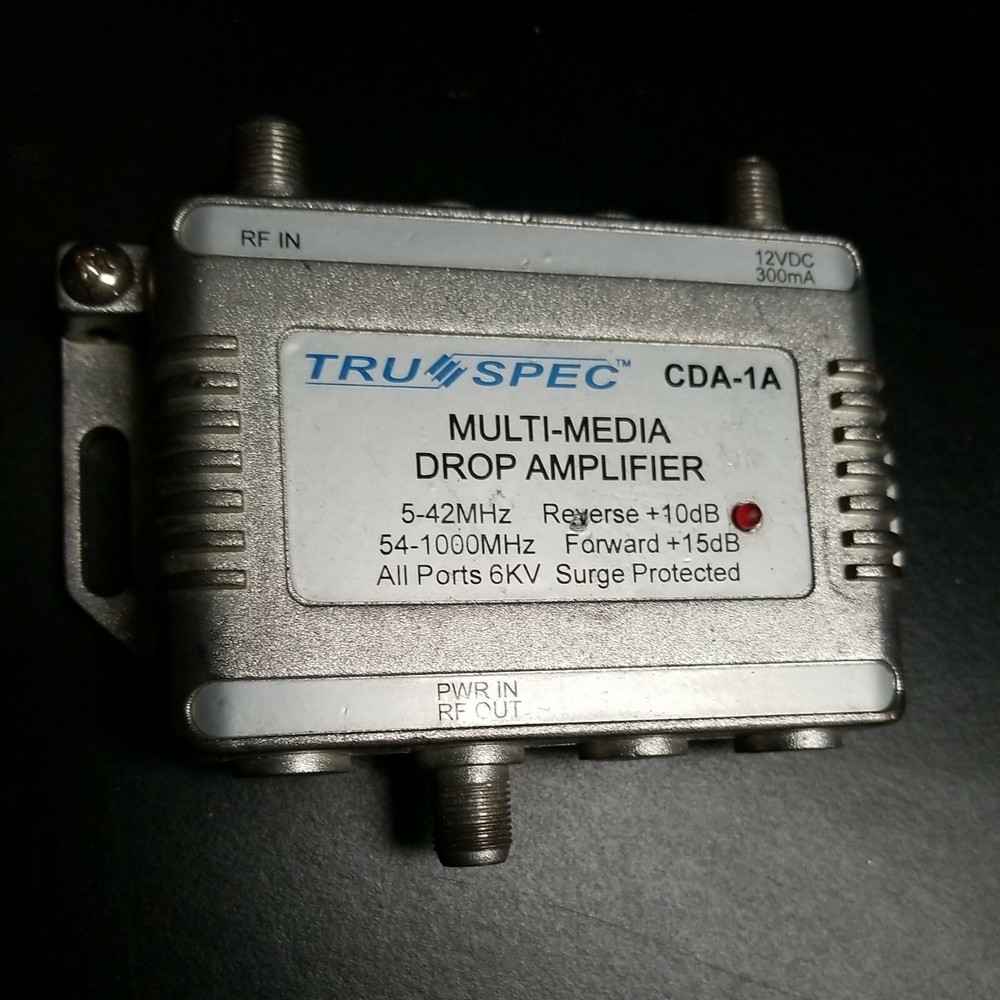 RF IN
12VDC
300mA
TRU SPEC™ CDA-1A
MULTI-MEDIA
DROP AMPLIFIER
5-42MHz Reverse +10dB
54-1000MHz Forward +15dB
All Ports 6KV Surge Protected
PWR IN
RF OUT